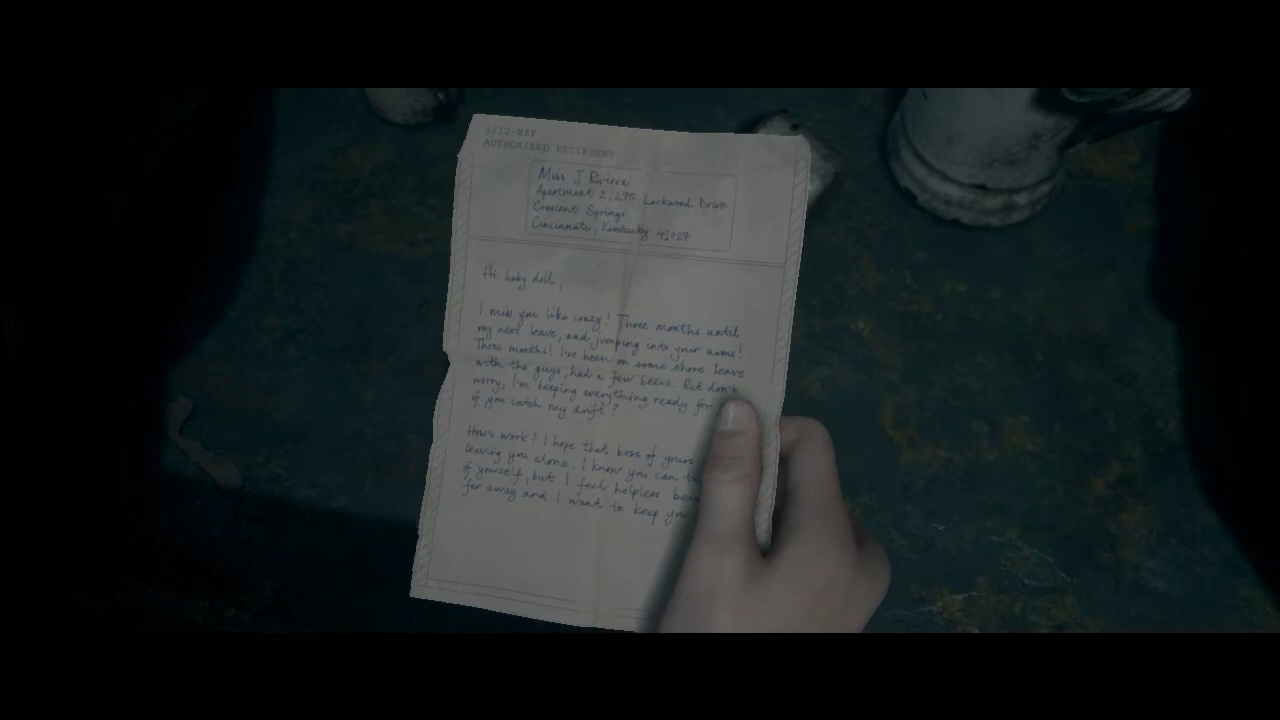 5/12-XSP
AUTHORIZED RECIPIENT
Miss J Riviera
Apartment 2, 295 Lockwood Drive
Crescent Springs
Cincinnati, Kentucky 41027
Hi baby doll,
I miss you like crazy! Three months until
my next leave, and jumping into your arms!
Three months! I've been on some shore leave
with the guys, had a few beers. But don't
worry, I'm keeping everything ready for
if you catch my drift?
How's work? I hope that boss of yours
leaving you alone. I know you can
of yourself, but I feel helpless
far away and I want to keep you